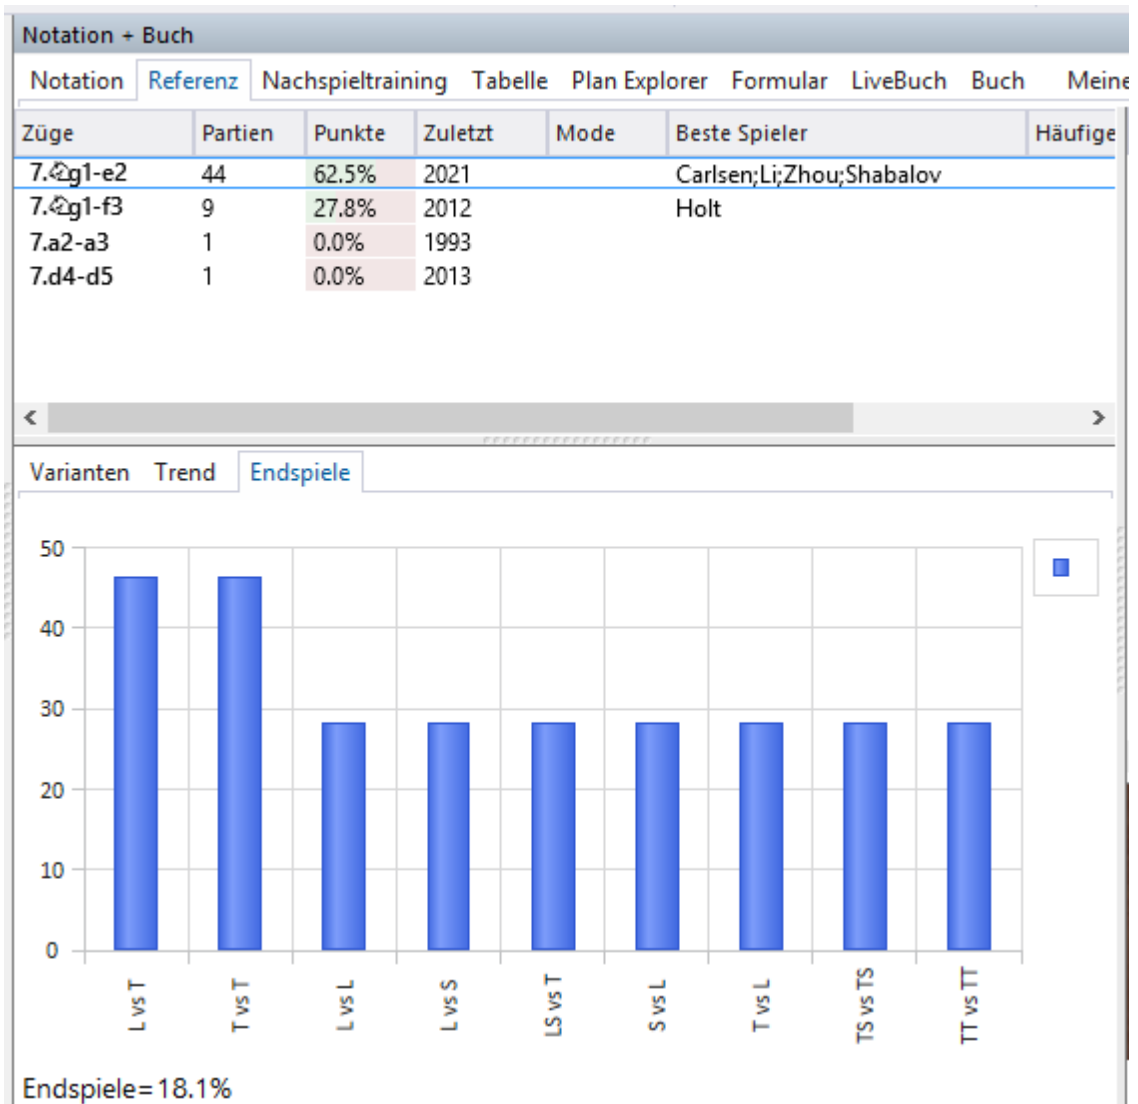 Notation + Buch
Notation Referenz Nachspieltraining Tabelle Plan Explorer Formular LiveBuch Buch Meine
Züge Partien Punkte Zuletzt Mode Beste Spieler Häufige
7.♘g1-e2 44 62.5% 2021 Carlsen;Li;Zhou;Shabalov
7.♘g1-f3 9 27.8% 2012 Holt
7.a2-a3 1 0.0% 1993
7.d4-d5 1 0.0% 2013
Varianten Trend Endspiele
50
40
30
20
10
0
L vs T T vs T L vs L L vs S LS vs T S vs L T vs L TS vs TS TT vs TT
Endspiele=18.1%